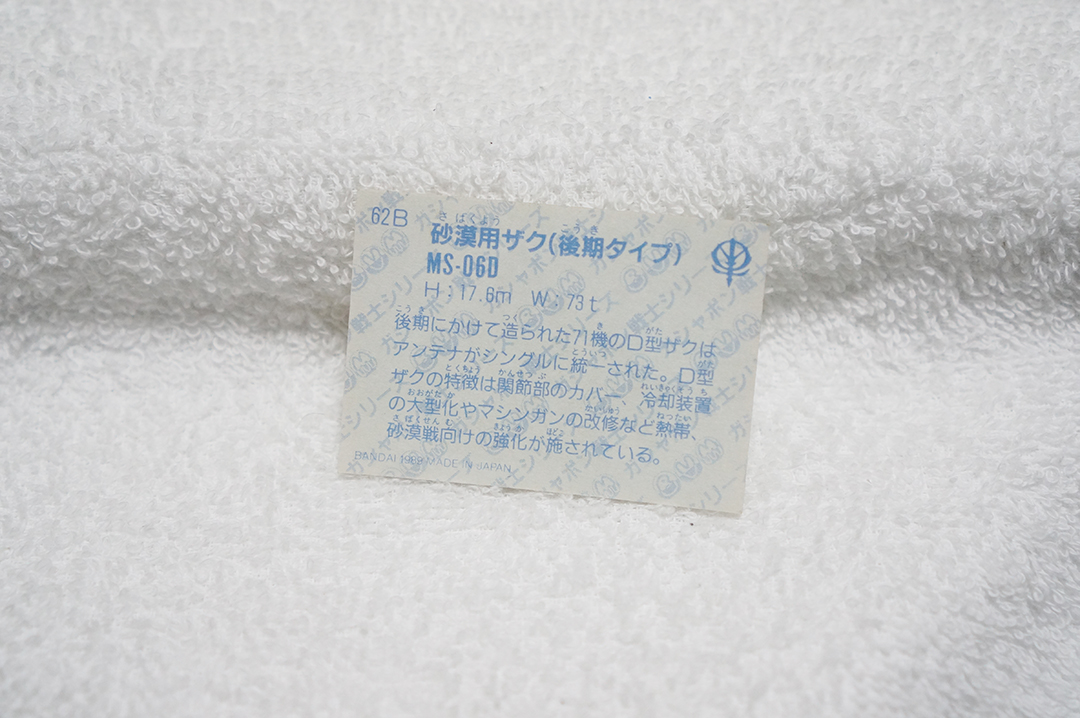 62B
砂漠用ザク(後期タイプ)
MS-06D
H:17.6m W:73t
後期にかけて造られた71機のD型ザクは
アンテナがシングルに統一された。D型
ザクの特徴は関節部のカバー、冷却装置
の大型化やマシンガンの改修など熱帯、
砂漠戦向けの強化が施されている。
BANDAI 1988 MADE IN JAPAN